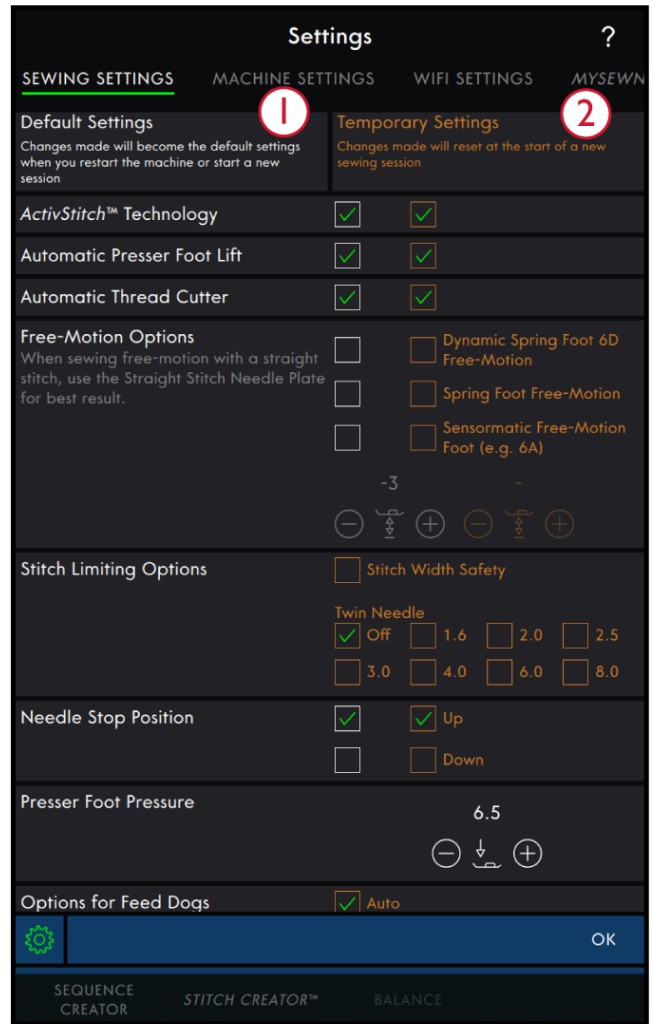 Settings
?
SEWING SETTINGS MACHINE SETTINGS WIFI SETTINGS MYSEWN
1 2
Default Settings
Changes made will become the default settings
when you restart the machine or start a new
session
Temporary Settings
Changes made will reset at the start of a new
sewing session
ActivStitch™ Technology
Automatic Presser Foot Lift
Automatic Thread Cutter
Free-Motion Options
When sewing free-motion with a straight
stitch, use the Straight Stitch Needle Plate
for best result.
Dynamic Spring Foot 6D
Free-Motion
Spring Foot Free-Motion
Sensormatic Free-Motion
Foot (e.g. 6A)
-3 -
Stitch Limiting Options
Stitch Width Safety
Twin Needle
Off 1.6 2.0 2.5
3.0 4.0 6.0 8.0
Needle Stop Position
Up
Down
Presser Foot Pressure
6.5
Options for Feed Dogs
Auto
OK
SEQUENCE
CREATOR
STITCH CREATOR™
BALANCE